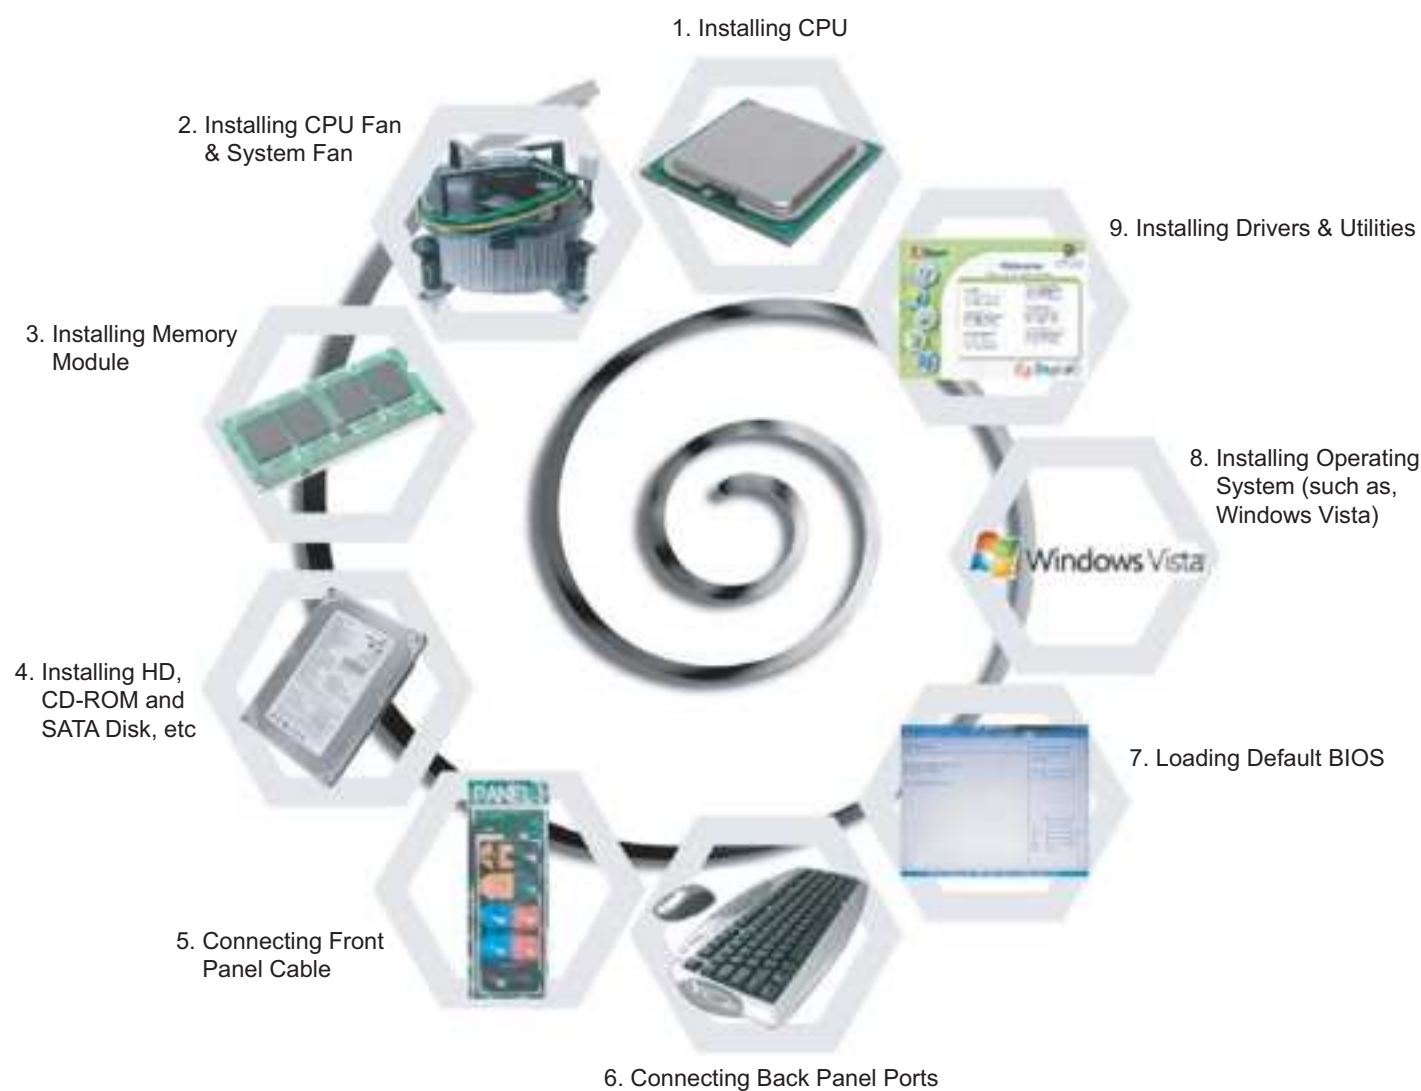 1. Installing CPU
2. Installing CPU Fan
& System Fan
3. Installing Memory
Module
4. Installing HD,
CD-ROM and
SATA Disk, etc
5. Connecting Front
Panel Cable
PANEL
6. Connecting Back Panel Ports
7. Loading Default BIOS
8. Installing Operating
System (such as,
Windows Vista)
Windows Vista
9. Installing Drivers & Utilities